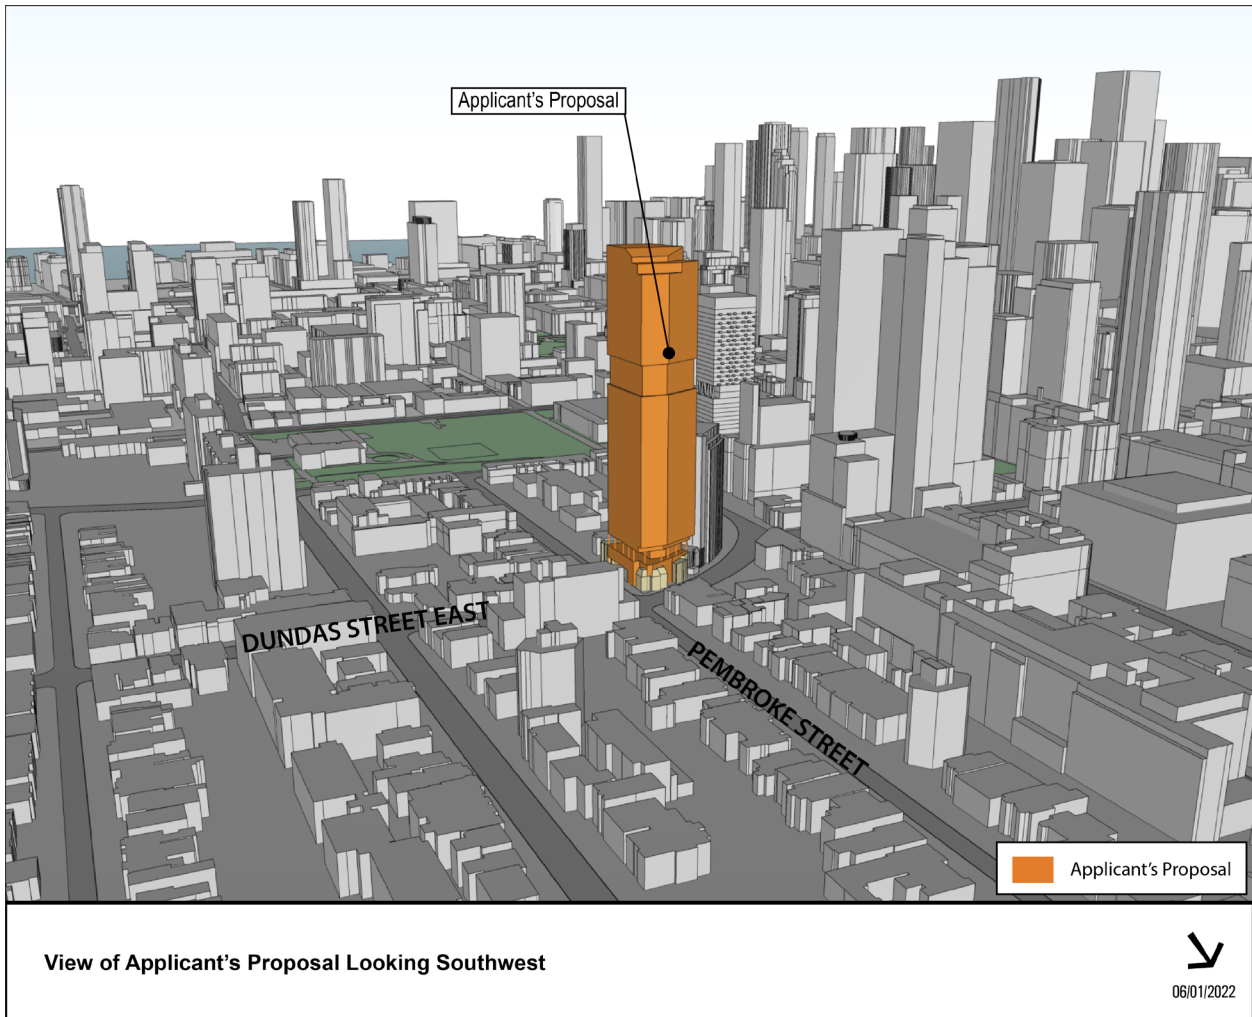 Applicant's Proposal
DUNDAS STREET EAST
PEMBROKE STREET
Applicant's Proposal
View of Applicant's Proposal Looking Southwest
06/01/2022